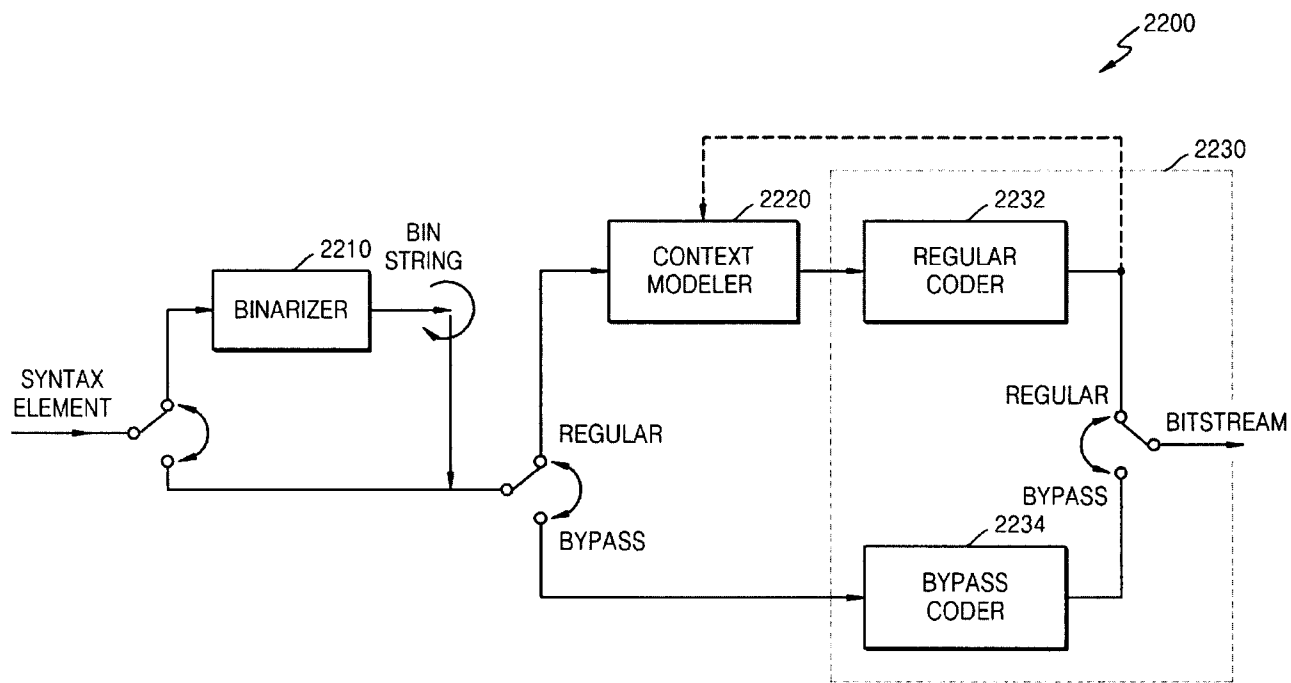 2200
2230
2220
2232
CONTEXT
MODELER
REGULAR
CODER
BIN
STRING
2210
BINARIZER
SYNTAX
ELEMENT
REGULAR
BYPASS
REGULAR
BITSTREAM
BYPASS
2234
BYPASS
CODER